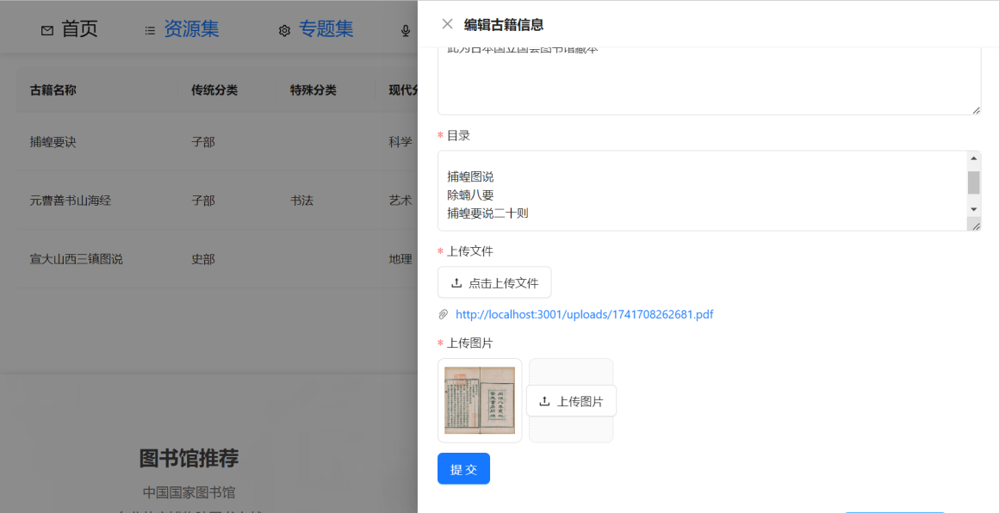 首页 资源集 专题集
古籍名称 传统分类 特殊分类 现代分
捕蝗要诀 子部 科学
元曹善书山海经 子部 书法 艺术
宣大山西三镇图说 史部 地理
图书馆推荐
中国国家图书馆
编辑古籍信息
此为日本国立国会图书馆藏本
* 目录
捕蝗图说
除蝻八要
捕蝗要说二十则
* 上传文件
点击上传文件
http://localhost:3001/uploads/1741708262681.pdf
* 上传图片
上传图片
提 交